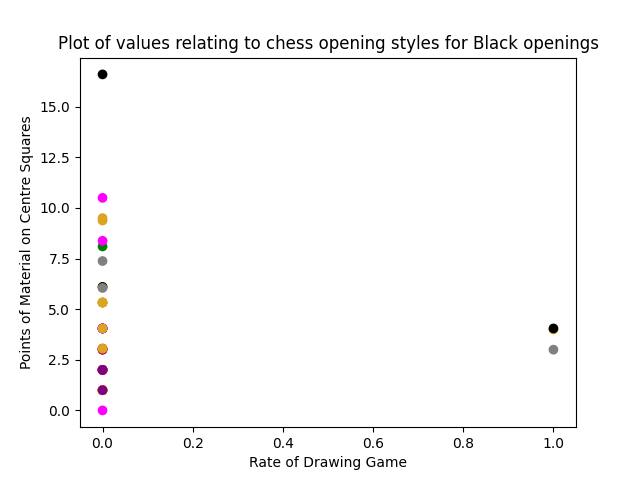 Plot of values relating to chess opening styles for Black openings
15.0
12.5
10.0
7.5
5.0
2.5
0.0
Points of Material on Centre Squares
0.0 0.2 0.4 0.6 0.8 1.0
Rate of Drawing Game